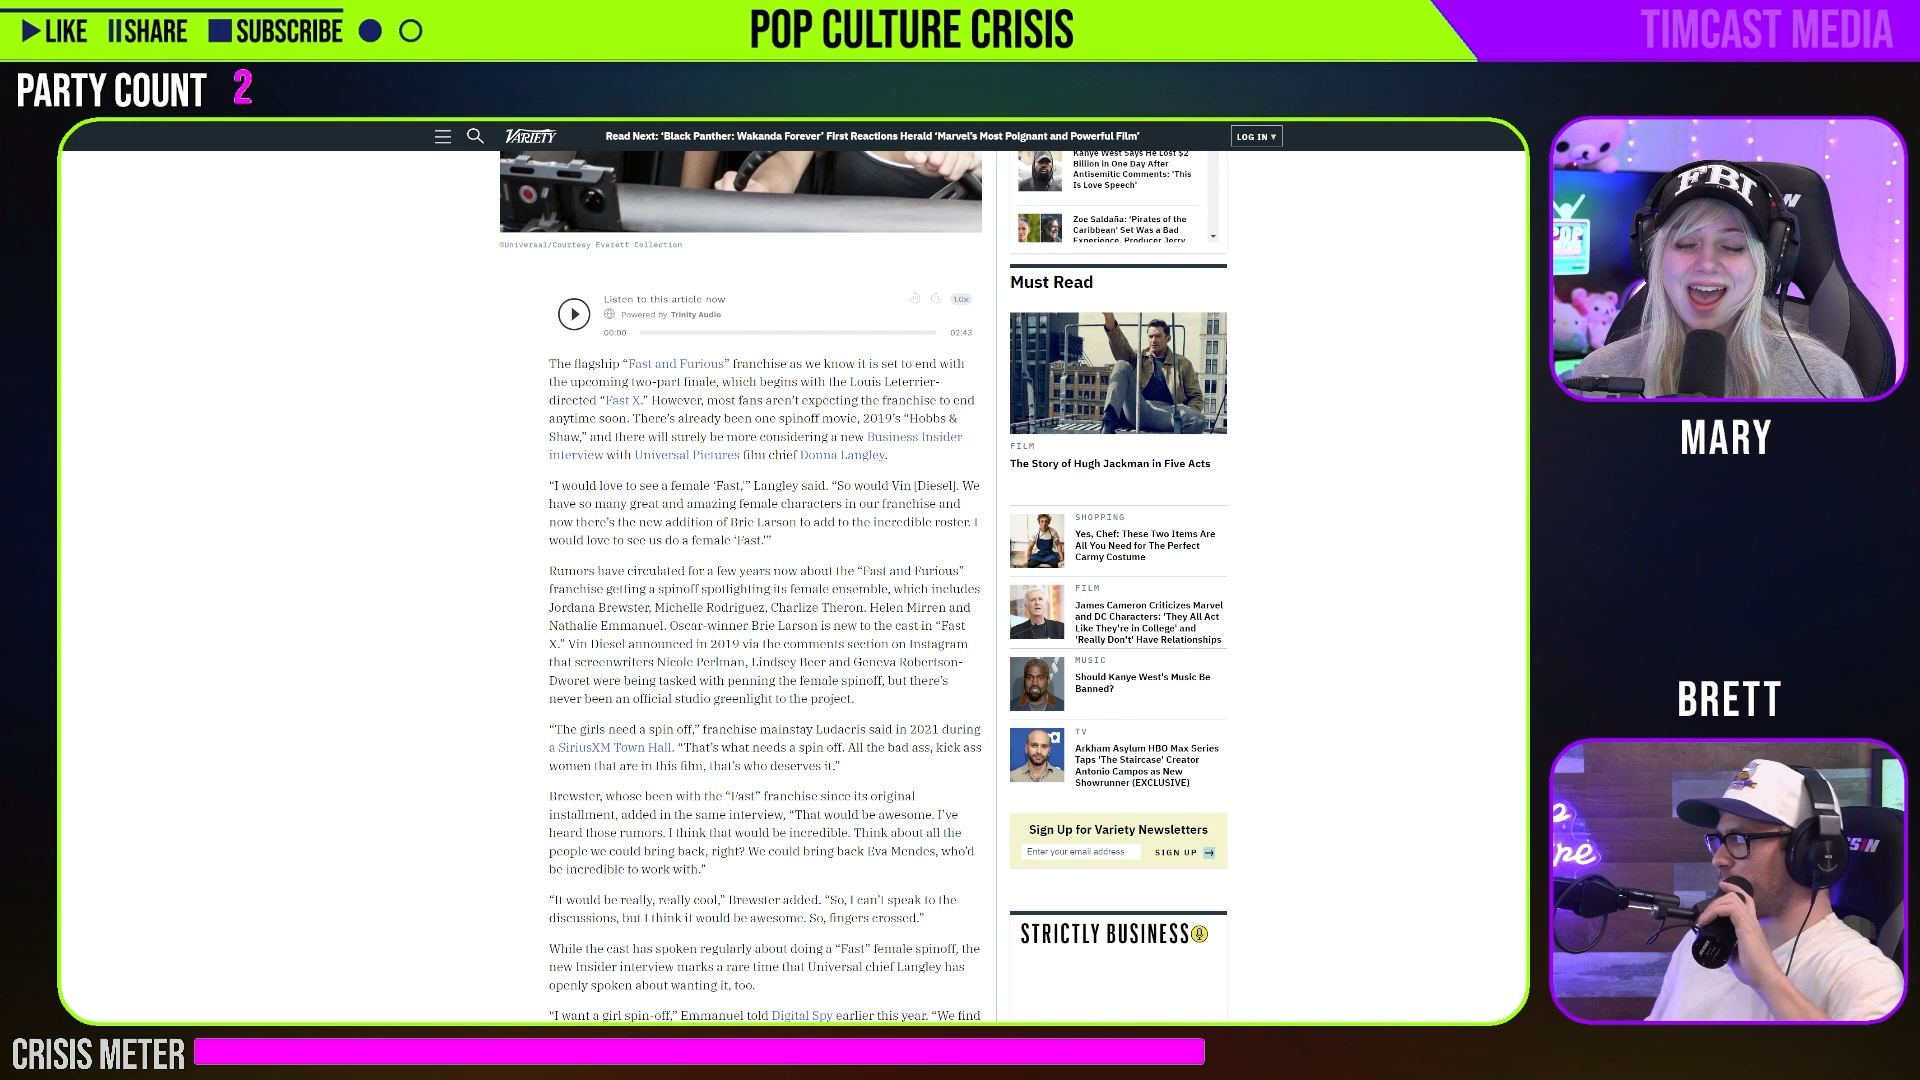 LIKE SHARE SUBSCRIBE
POP CULTURE CRISIS
TIMCAST MEDIA
PARTY COUNT 2
VARIETY
Read Next: ‘Black Panther: Wakanda Forever’ First Reactions Herald ‘Marvel’s Most Poignant and Powerful Film’
LOG IN ▾
©Universal/Courtesy Everett Collection
Listen to this article now
1.0x
Powered by Trinity Audio
00:00
02:43
The flagship “Fast and Furious” franchise as we know it is set to end with
the upcoming two-part finale, which begins with the Louis Leterrier-
directed “Fast X.” However, most fans aren’t expecting the franchise to end
anytime soon. There’s already been one spinoff movie, 2019’s “Hobbs &
Shaw,” and there will surely be more considering a new Business Insider
interview with Universal Pictures film chief Donna Langley.
“I would love to see a female ‘Fast,’” Langley said. “So would Vin [Diesel]. We
have so many great and amazing female characters in our franchise and
now there’s the new addition of Brie Larson to add to the incredible roster. I
would love to see us do a female ‘Fast.’”
Rumors have circulated for a few years now about the “Fast and Furious”
franchise getting a spinoff spotlighting its female ensemble, which includes
Jordana Brewster, Michelle Rodriguez, Charlize Theron. Helen Mirren and
Nathalie Emmanuel. Oscar-winner Brie Larson is new to the cast in “Fast
X.” Vin Diesel announced in 2019 via the comments section on Instagram
that screenwriters Nicole Perlman, Lindsey Beer and Geneva Robertson-
Dworet were being tasked with penning the female spinoff, but there’s
never been an official studio greenlight to the project.
“The girls need a spin off,” franchise mainstay Ludacris said in 2021 during
a SiriusXM Town Hall. “That’s what needs a spin off. All the bad ass, kick ass
women that are in this film, that’s who deserves it.”
Brewster, whose been with the “Fast” franchise since its original
installment, added in the same interview, “That would be awesome. I’ve
heard those rumors. I think that would be incredible. Think about all the
people we could bring back, right? We could bring back Eva Mendes, who’d
be incredible to work with.”
“It would be really, really cool,” Brewster added. “So, I can’t speak to the
discussions, but I think it would be awesome. So, fingers crossed.”
While the cast has spoken regularly about doing a “Fast” female spinoff, the
new Insider interview marks a rare time that Universal chief Langley has
openly spoken about wanting it, too.
“I want a girl spin-off,” Emmanuel told Digital Spy earlier this year. “We find
Kanye West Says He Lost $2
Billion in One Day After
Antisemitic Comments: ‘This
Is Love Speech’
Zoe Saldaña: ‘Pirates of the
Caribbean’ Set Was a Bad
Experience, Producer Jerry
Must Read
FILM
The Story of Hugh Jackman in Five Acts
SHOPPING
Yes, Chef: These Two Items Are
All You Need for The Perfect
Carmy Costume
FILM
James Cameron Criticizes Marvel
and DC Characters: ‘They All Act
Like They’re in College’ and
‘Really Don’t’ Have Relationships
MUSIC
Should Kanye West's Music Be
Banned?
TV
Arkham Asylum HBO Max Series
Taps ‘The Staircase’ Creator
Antonio Campos as New
Showrunner (EXCLUSIVE)
Sign Up for Variety Newsletters
Enter your email address
SIGN UP →
STRICTLY BUSINESS
FBI
POP
MARY
BRETT
CRISIS METER